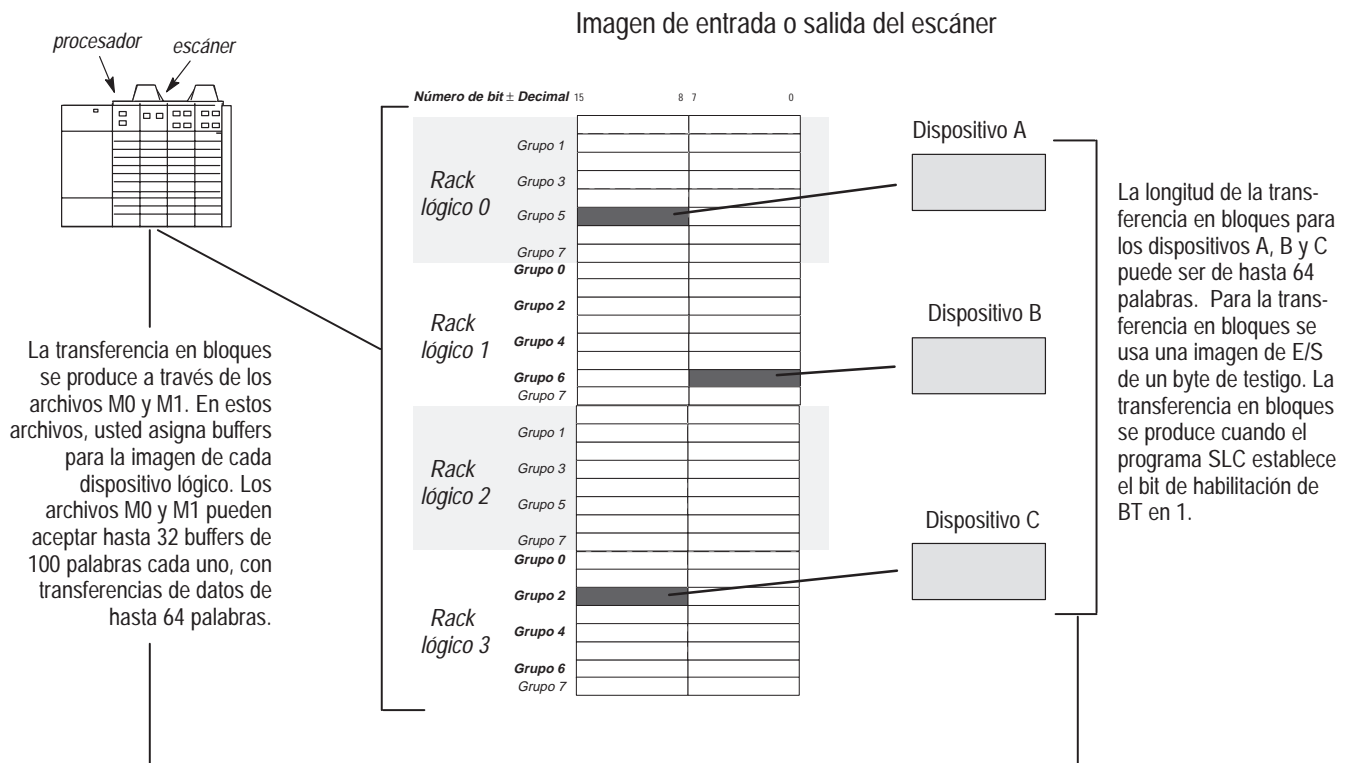 Imagen de entrada o salida del escáner
procesador
escáner
Número de bit ± Decimal 15 8 7 0
Rack
lógico 0
Grupo 1
Grupo 3
Grupo 5
Grupo 7
Rack
lógico 1
Grupo 0
Grupo 2
Grupo 4
Grupo 6
Grupo 7
Rack
lógico 2
Grupo 1
Grupo 3
Grupo 5
Grupo 7
Rack
lógico 3
Grupo 0
Grupo 2
Grupo 4
Grupo 6
Grupo 7
La transferencia en bloques
se produce a través de los
archivos M0 y M1. En estos
archivos, usted asigna buffers
para la imagen de cada
dispositivo lógico. Los
archivos M0 y M1 pueden
aceptar hasta 32 buffers de
100 palabras cada uno, con
transferencias de datos de
hasta 64 palabras.
Dispositivo A
Dispositivo B
Dispositivo C
La longitud de la trans-
ferencia en bloques para
los dispositivos A, B y C
puede ser de hasta 64
palabras. Para la trans-
ferencia en bloques se
usa una imagen de E/S
de un byte de testigo. La
transferencia en bloques
se produce cuando el
programa SLC establece
el bit de habilitación de
BT en 1.